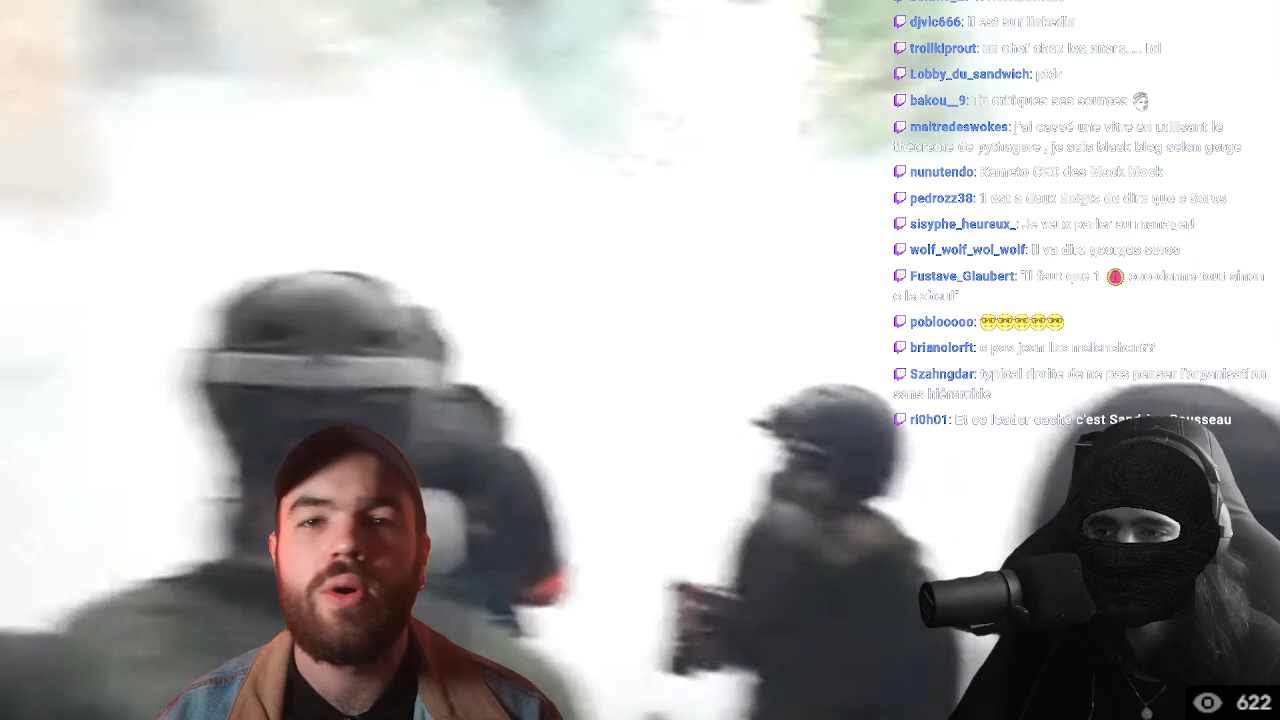 djvlc666: il est sur linkedin
trollkiprout: un chef chez les anars.... lol
Lobby_du_sandwich: ptdr
bakou__9: Tu critiques ses sources
maitredeswokes: j'ai cassé une vitre en utilisant le
théoreme de pythagore , je suis black blog selon gorge
nunutendo: Kameto CEO des black block
pedrozz38: il est a deux doigts de dire que c Soros
sisyphe_heureux_: Je veux parler au manager!
wolf_wolf_wol_wolf: il va dire georges soros
Fustave_Glaubert: "il faut que 1 coordonne tout sinon
c le zbeul"
poblooooo:
brianolorft: c pas jean luc melenchon??
Szahngdar: typical droite de ne pas penser l'organisation
sans hiérarchie
ri0h01: Et ce leader caché c'est Sandrine Rousseau
622